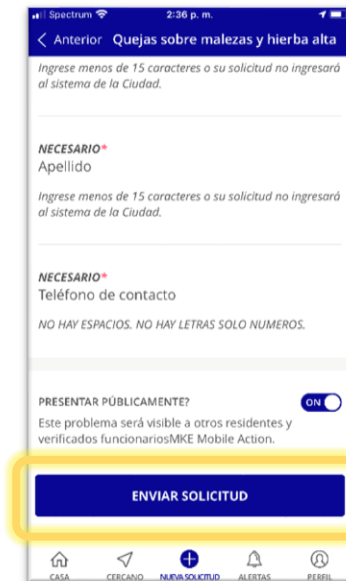 Spectrum 2:36 p. m.
Anterior Quejas sobre malezas y hierba alta
Ingrese menos de 15 caracteres o su solicitud no ingresará
al sistema de la Ciudad.
NECESARIO*
Apellido
Ingrese menos de 15 caracteres o su solicitud no ingresará
al sistema de la Ciudad.
NECESARIO*
Teléfono de contacto
NO HAY ESPACIOS. NO HAY LETRAS SOLO NUMEROS.
PRESENTAR PÚBLICAMENTE? ON
Este problema será visible a otros residentes y
verificados funcionariosMKE Mobile Action.
ENVIAR SOLICITUD
CASA CERCANO NUEVA SOLICITUD ALERTAS PERFIL